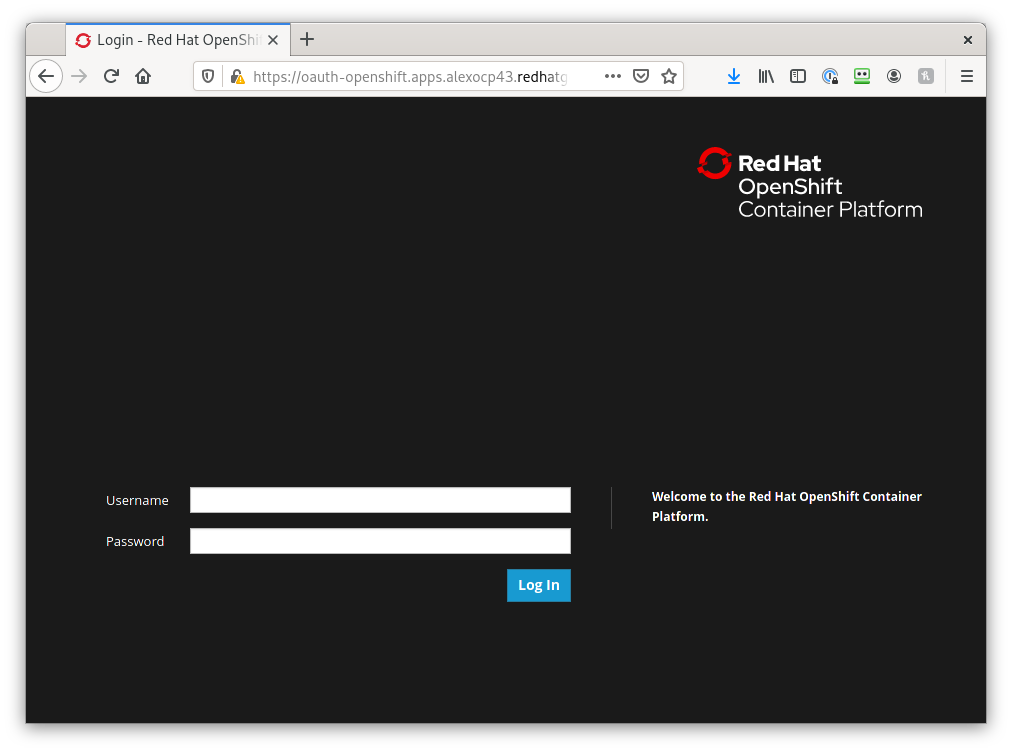 Login - Red Hat OpenShi
https://oauth-openshift.apps.alexocp43.redhat
Red Hat
OpenShift
Container Platform
Username
Password
Log In
Welcome to the Red Hat OpenShift Container
Platform.